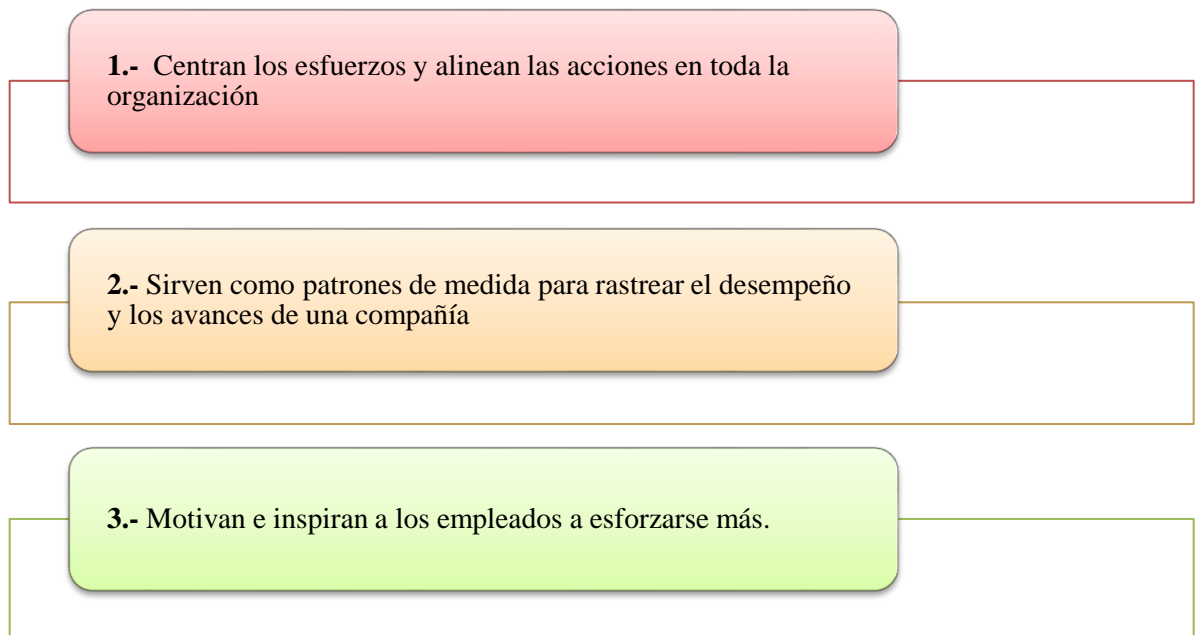 1.- Centran los esfuerzos y alinean las acciones en toda la
organización
2.- Sirven como patrones de medida para rastrear el desempeño
y los avances de una compañía
3.- Motivan e inspiran a los empleados a esforzarse más.